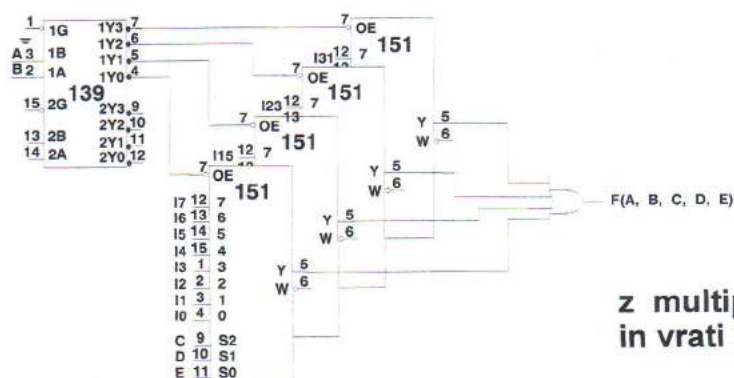 1 1G 1Y3 7
A 3 1B 1Y2 6
B 2 1A 1Y1 5
1Y0 4
139
15 2G 2Y3 9
2Y2 10
13 2B 2Y1 11
14 2A 2Y0 12
7 OE
151
I31 12 7
7 OE
151
I23 12 7
13
7 OE
151
I15 12 7
7 OE
151
I7 12 7
I6 13 6
I5 14 5
I4 15 4
I3 1 3
I2 2 2
I1 3 1
I0 4 0
C 9 S2
D 10 S1
E 11 S0
Y 5
W 6
Y 5
W 6
Y 5
W 6
Y 5
W 6
F(A, B, C, D, E)
z multip
in vrati